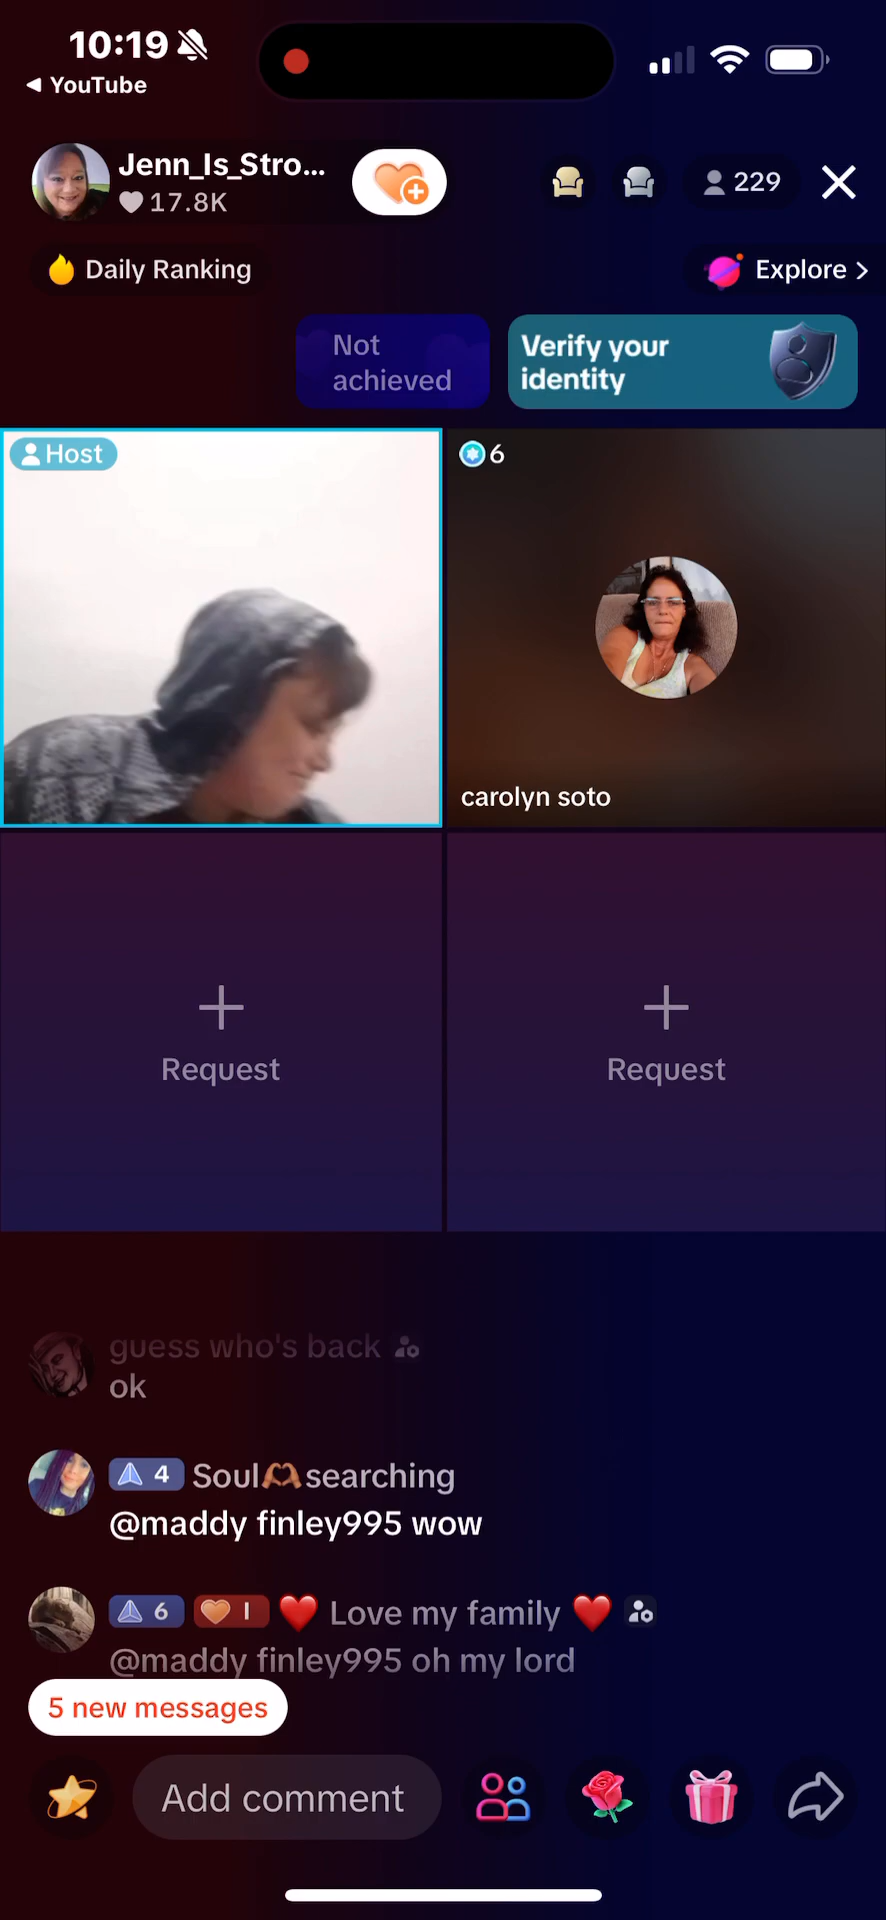 10:19
YouTube
Jenn_Is_Stro...
17.8K
229
Daily Ranking
Explore >
Not
achieved
Verify your
identity
Host
6
carolyn soto
Request
Request
guess who's back
ok
4 Soul🫶🏽searching
@maddy finley995 wow
6 I ❤️ Love my family ❤️
@maddy finley995 oh my lord
5 new messages
Add comment